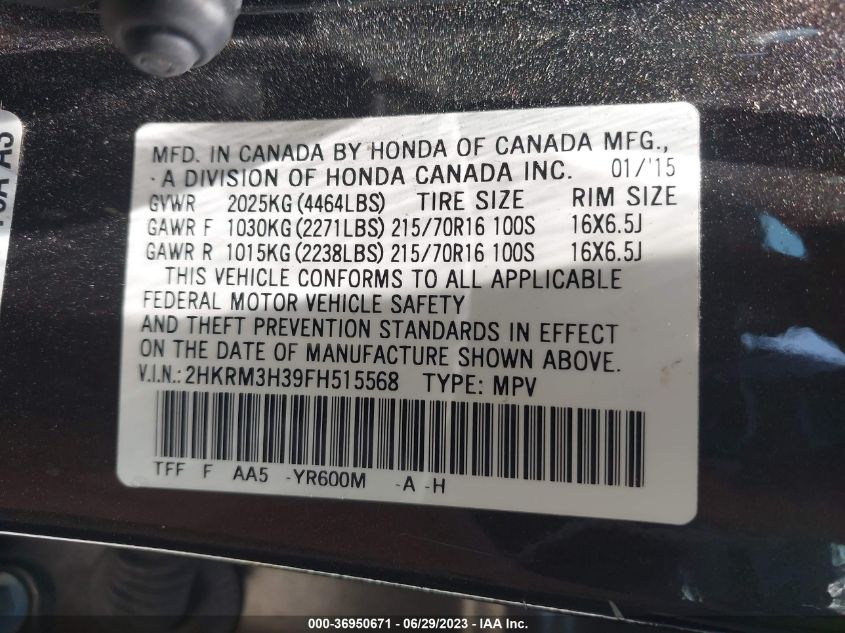 MFD. IN CANADA BY HONDA OF CANADA MFG.,
A DIVISION OF HONDA CANADA INC. 01/'15
GVWR 2025KG (4464LBS) TIRE SIZE RIM SIZE
GAWR F 1030KG (2271LBS) 215/70R16 100S 16X6.5J
GAWR R 1015KG (2238LBS) 215/70R16 100S 16X6.5J
THIS VEHICLE CONFORMS TO ALL APPLICABLE
FEDERAL MOTOR VEHICLE SAFETY
AND THEFT PREVENTION STANDARDS IN EFFECT
ON THE DATE OF MANUFACTURE SHOWN ABOVE.
V.I.N.: 2HKRM3H39FH515568 TYPE: MPV
TFF F AA5 -YR600M -A -H
000-36950671 - 06/29/2023 - IAA Inc.